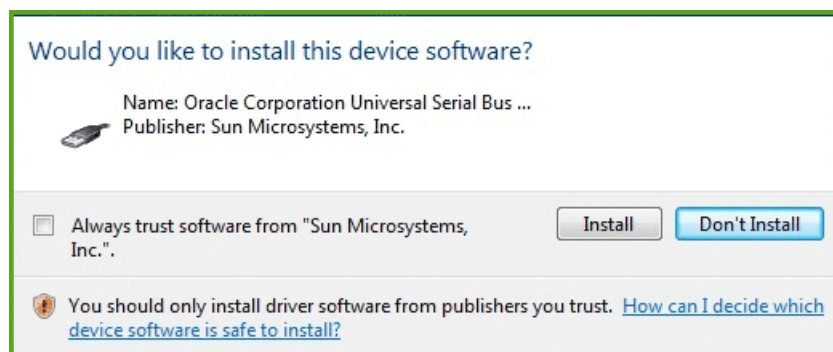 Would you like to install this device software?
Name: Oracle Corporation Universal Serial Bus ...
Publisher: Sun Microsystems, Inc.
Always trust software from "Sun Microsystems,
Inc.".
Install
Don't Install
You should only install driver software from publishers you trust. How can I decide which
device software is safe to install?